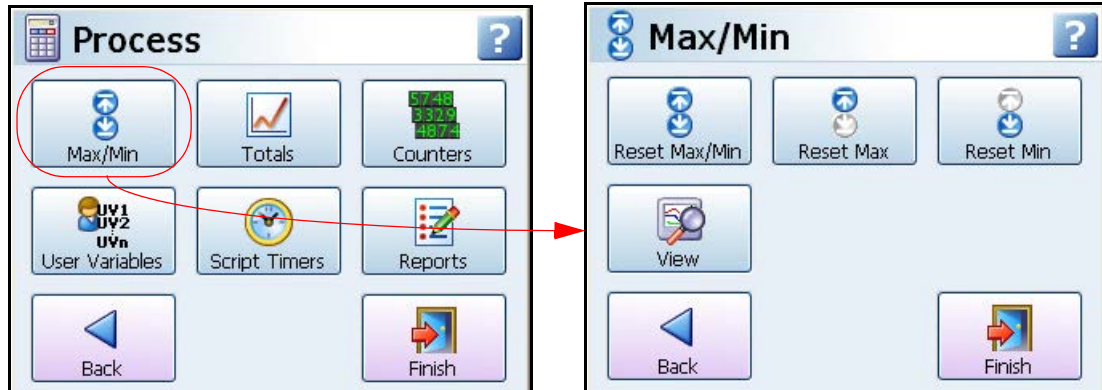 Process
?
Max/Min
Totals
5748
3329
4874
Counters
UV1
UV2
UVn
User Variables
Script Timers
Reports
Back
Finish
Max/Min
?
Reset Max/Min
Reset Max
Reset Min
View
Back
Finish